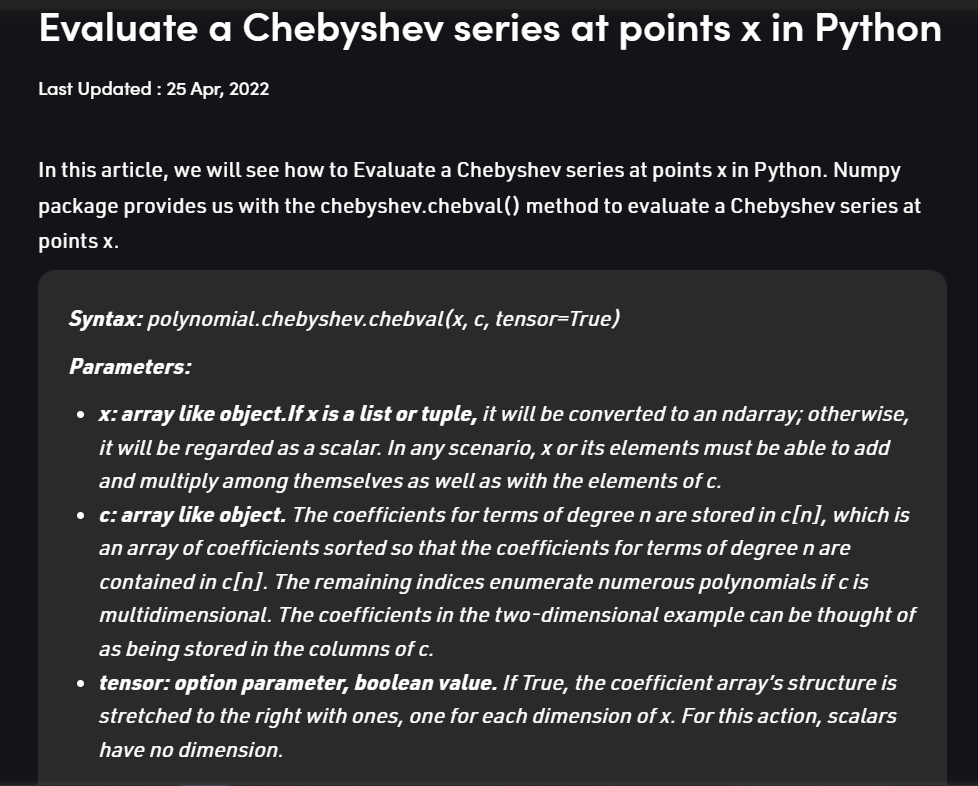 Evaluate a Chebyshev series at points x in Python
Last Updated : 25 Apr, 2022
In this article, we will see how to Evaluate a Chebyshev series at points x in Python. Numpy
package provides us with the chebyshev.chebval() method to evaluate a Chebyshev series at
points x.
Syntax: polynomial.chebyshev.chebval(x, c, tensor=True)
Parameters:
• x: array like object.If x is a list or tuple, it will be converted to an ndarray; otherwise,
it will be regarded as a scalar. In any scenario, x or its elements must be able to add
and multiply among themselves as well as with the elements of c.
• c: array like object. The coefficients for terms of degree n are stored in c[n], which is
an array of coefficients sorted so that the coefficients for terms of degree n are
contained in c[n]. The remaining indices enumerate numerous polynomials if c is
multidimensional. The coefficients in the two-dimensional example can be thought of
as being stored in the columns of c.
• tensor: option parameter, boolean value. If True, the coefficient array's structure is
stretched to the right with ones, one for each dimension of x. For this action, scalars
have no dimension.